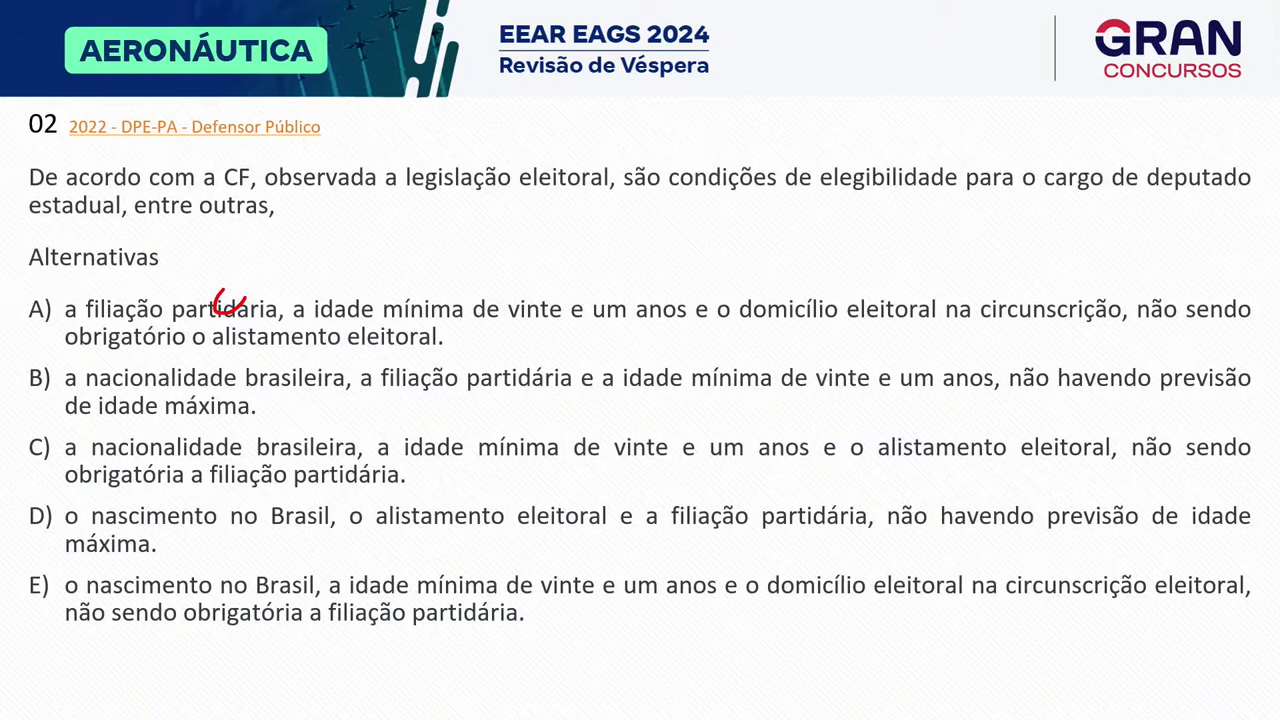 AERONÁUTICA
EEAR EAGS 2024
Revisão de Véspera
GRAN
CONCURSOS
02 2022 - DPE-PA - Defensor Público
De acordo com a CF, observada a legislação eleitoral, são condições de elegibilidade para o cargo de deputado
estadual, entre outras,
Alternativas
A) a filiação partidária, a idade mínima de vinte e um anos e o domicílio eleitoral na circunscrição, não sendo
obrigatório o alistamento eleitoral.
B) a nacionalidade brasileira, a filiação partidária e a idade mínima de vinte e um anos, não havendo previsão
de idade máxima.
C) a nacionalidade brasileira, a idade mínima de vinte e um anos e o alistamento eleitoral, não sendo
obrigatória a filiação partidária.
D) o nascimento no Brasil, o alistamento eleitoral e a filiação partidária, não havendo previsão de idade
máxima.
E) o nascimento no Brasil, a idade mínima de vinte e um anos e o domicílio eleitoral na circunscrição eleitoral,
não sendo obrigatória a filiação partidária.